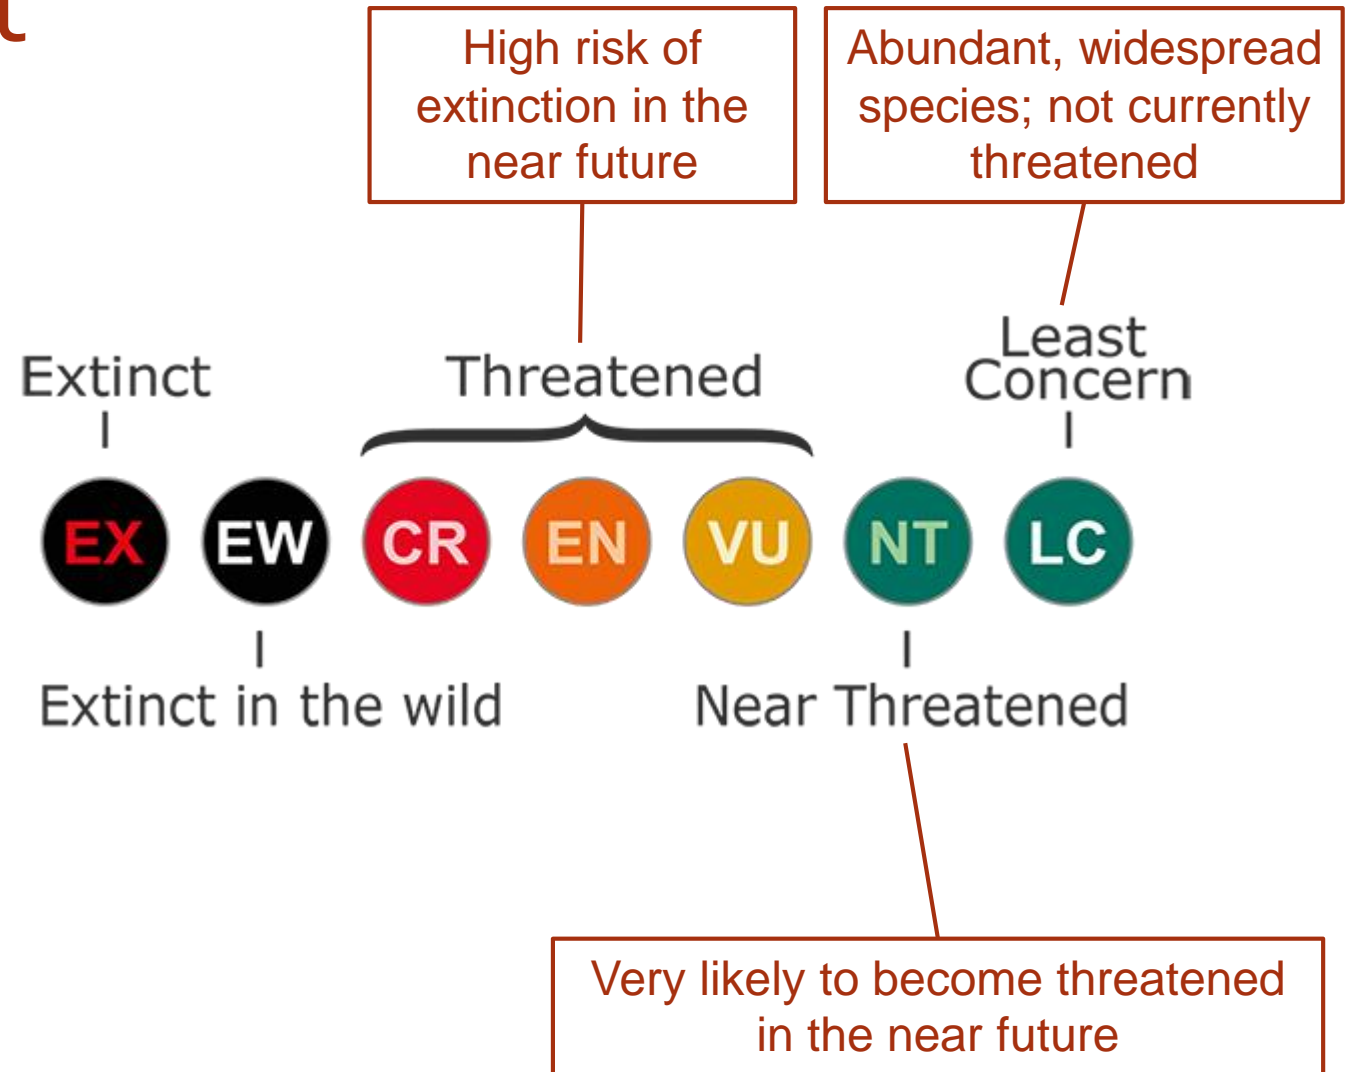 t
High risk of
extinction in the
near future
Abundant, widespread
species; not currently
threatened
Extinct
Threatened
Least
Concern
EX EW CR EN VU NT LC
Extinct in the wild
Near Threatened
Very likely to become threatened
in the near future